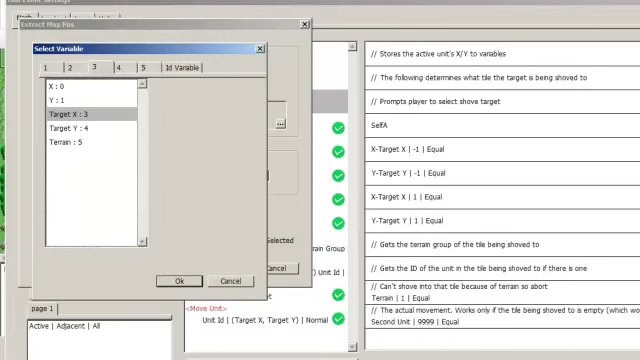 Extract Map Pos
Select Variable
1 2 3 4 5 Id Variable
X : 0
Y : 1
Target X : 3
Target Y : 4
Terrain : 5
Ok Cancel
...
Selected
rain Group
Cancel
) Unit Id |
et
<Move Unit>
Unit Id | (Target X, Target Y) | Normal
page 1
Active | Adjacent | All
// Stores the active unit's X/Y to variables
// The following determines what tile the target is being shoved to
// Prompts player to select shove target
SelfA
X-Target X | -1 | Equal
Y-Target Y | -1 | Equal
X-Target X | 1 | Equal
Y-Target Y | 1 | Equal
// Gets the terrain group of the tile being shoved to
// Gets the ID of the unit in the tile being shoved to if there is one
// Can't shove into that tile because of terrain so abort
Terrain | 1 | Equal
// The actual movement. Works only if the tile being shoved to is empty (which wo
Second Unit | 9999 | Equal